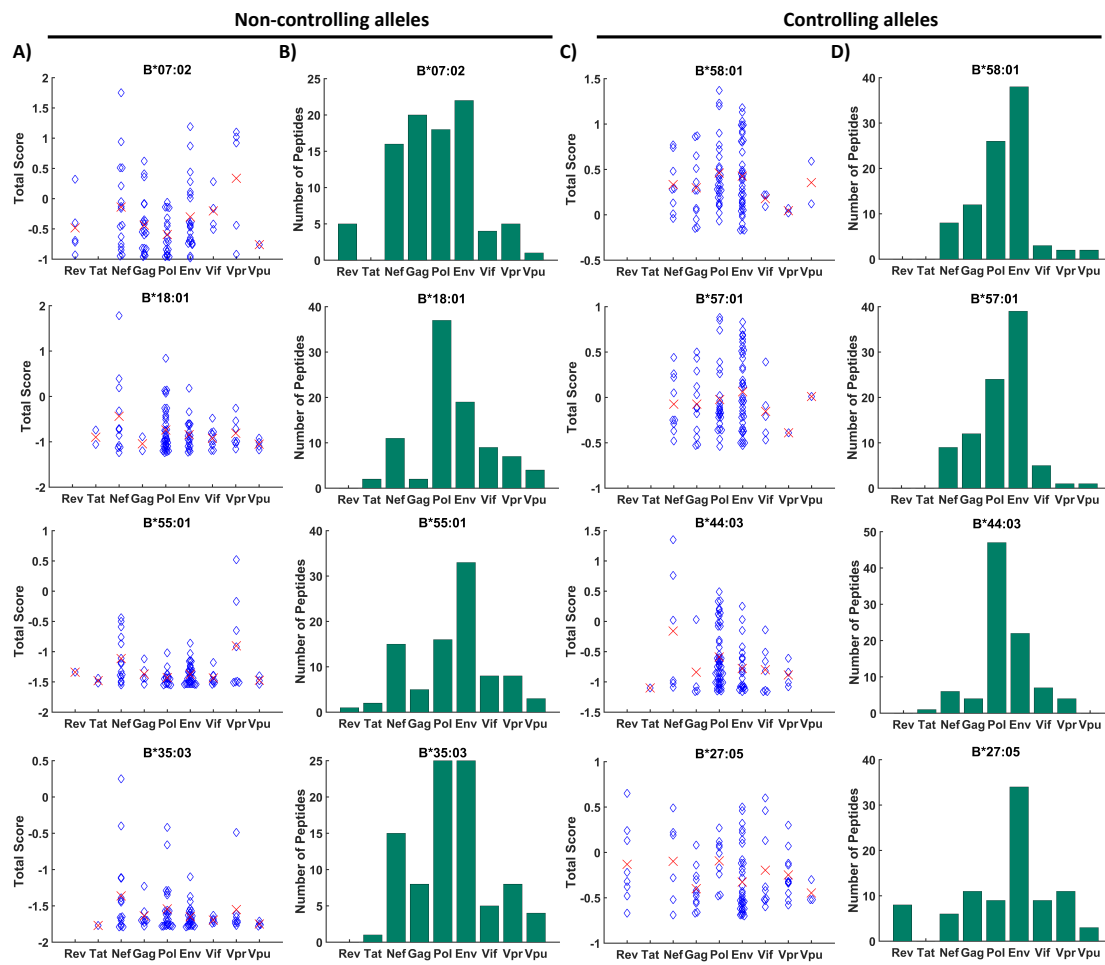 Non-controlling alleles
Controlling alleles
A)
B)
C)
D)
B*07:02
Total Score
2
1.5
1
0.5
0
-0.5
-1
Rev Tat Nef Gag Pol Env Vif Vpr Vpu
B*07:02
Number of Peptides
25
20
15
10
5
0
Rev Tat Nef Gag Pol Env Vif Vpr Vpu
B*58:01
Total Score
1.5
1
0.5
0
-0.5
Rev Tat Nef Gag Pol Env Vif Vpr Vpu
B*58:01
Number of Peptides
40
30
20
10
0
Rev Tat Nef Gag Pol Env Vif Vpr Vpu
B*18:01
Total Score
2
1
0
-1
-2
Rev Tat Nef Gag Pol Env Vif Vpr Vpu
B*18:01
Number of Peptides
40
30
20
10
0
Rev Tat Nef Gag Pol Env Vif Vpr Vpu
B*57:01
Total Score
1
0.5
0
-0.5
-1
Rev Tat Nef Gag Pol Env Vif Vpr Vpu
B*57:01
Number of Peptides
40
30
20
10
0
Rev Tat Nef Gag Pol Env Vif Vpr Vpu
B*55:01
Total Score
1
0.5
0
-0.5
-1
-1.5
-2
Rev Tat Nef Gag Pol Env Vif Vpr Vpu
B*55:01
Number of Peptides
40
30
20
10
0
Rev Tat Nef Gag Pol Env Vif Vpr Vpu
B*44:03
Total Score
1.5
1
0.5
0
-0.5
-1
-1.5
Rev Tat Nef Gag Pol Env Vif Vpr Vpu
B*44:03
Number of Peptides
50
40
30
20
10
0
Rev Tat Nef Gag Pol Env Vif Vpr Vpu
B*35:03
Total Score
0.5
0
-0.5
-1
-1.5
-2
Rev Tat Nef Gag Pol Env Vif Vpr Vpu
B*35:03
Number of Peptides
25
20
15
10
5
0
Rev Tat Nef Gag Pol Env Vif Vpr Vpu
B*27:05
Total Score
1
0.5
0
-0.5
-1
Rev Tat Nef Gag Pol Env Vif Vpr Vpu
B*27:05
Number of Peptides
40
30
20
10
0
Rev Tat Nef Gag Pol Env Vif Vpr Vpu